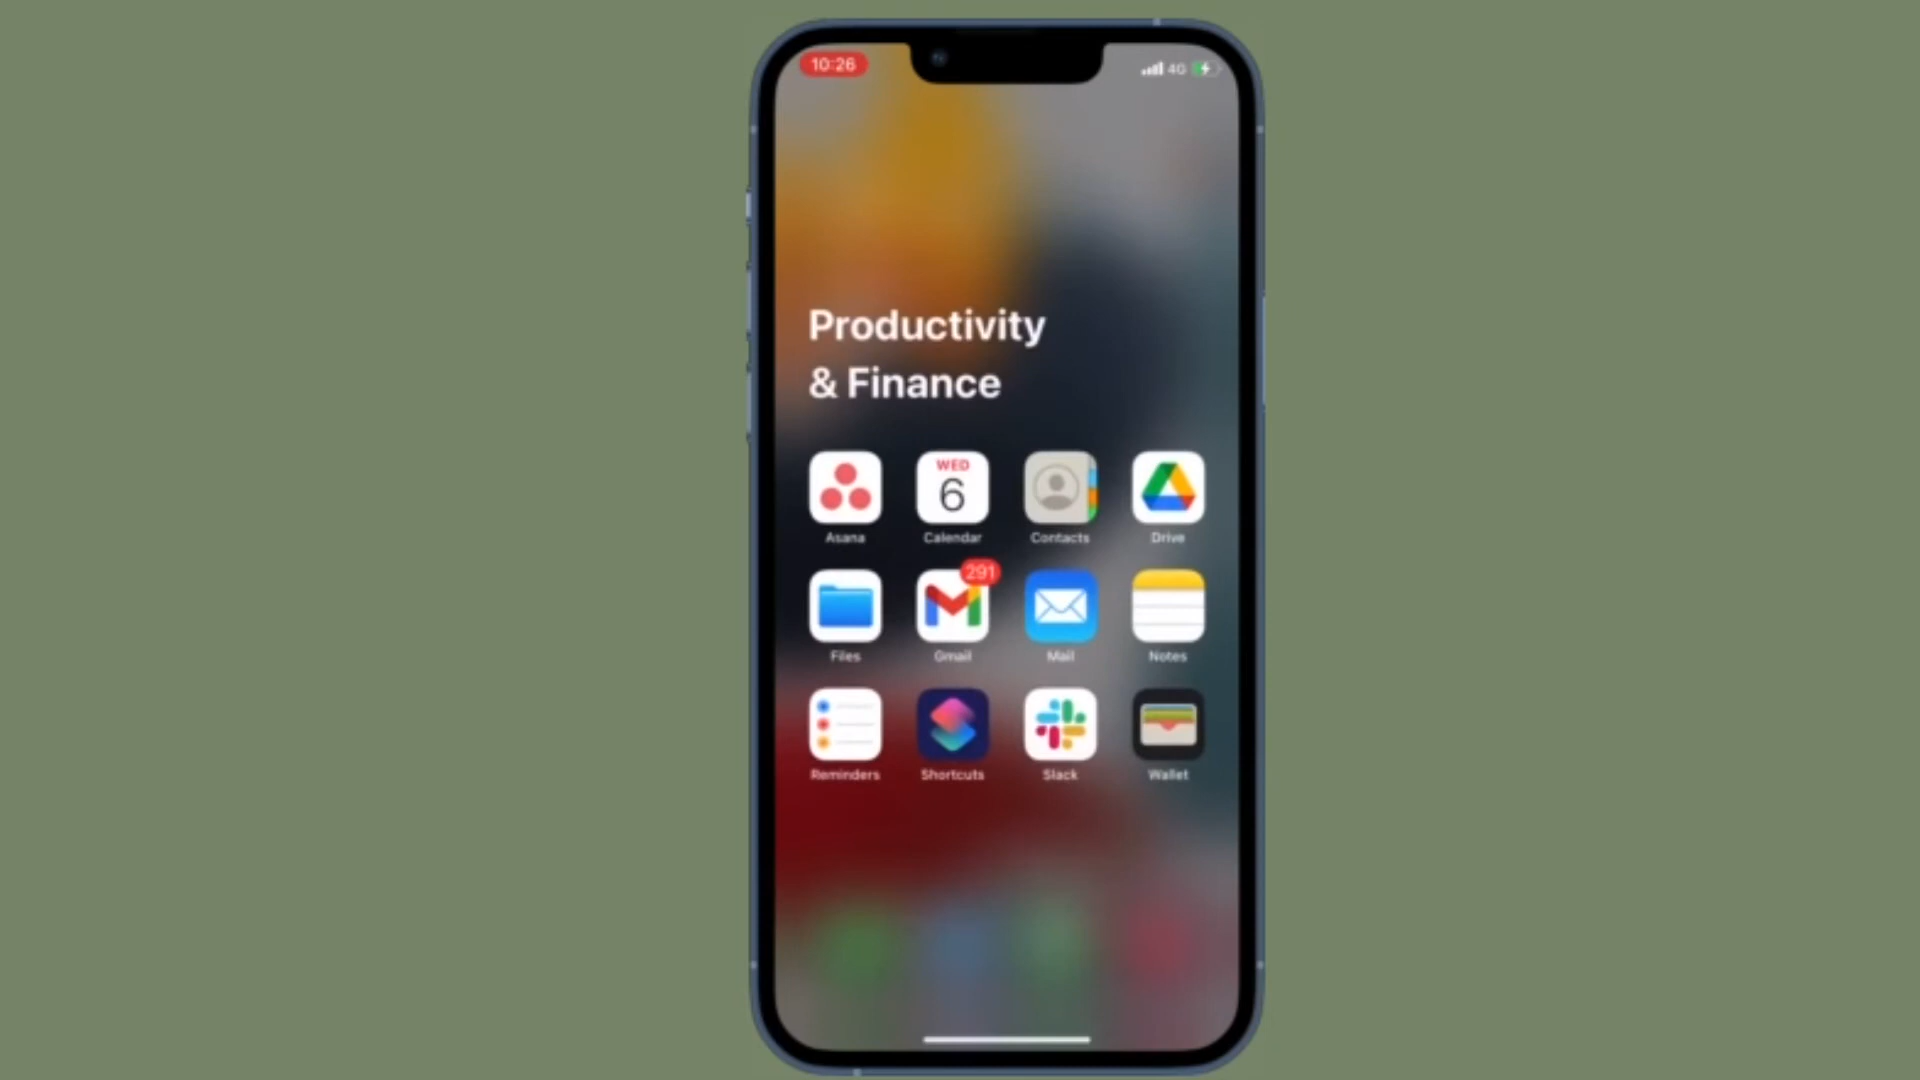 10:26
4G
Productivity
& Finance
WED
6
Asana
Calendar
Contacts
Drive
291
Files
Gmail
Mail
Notes
Reminders
Shortcuts
Slack
Wallet